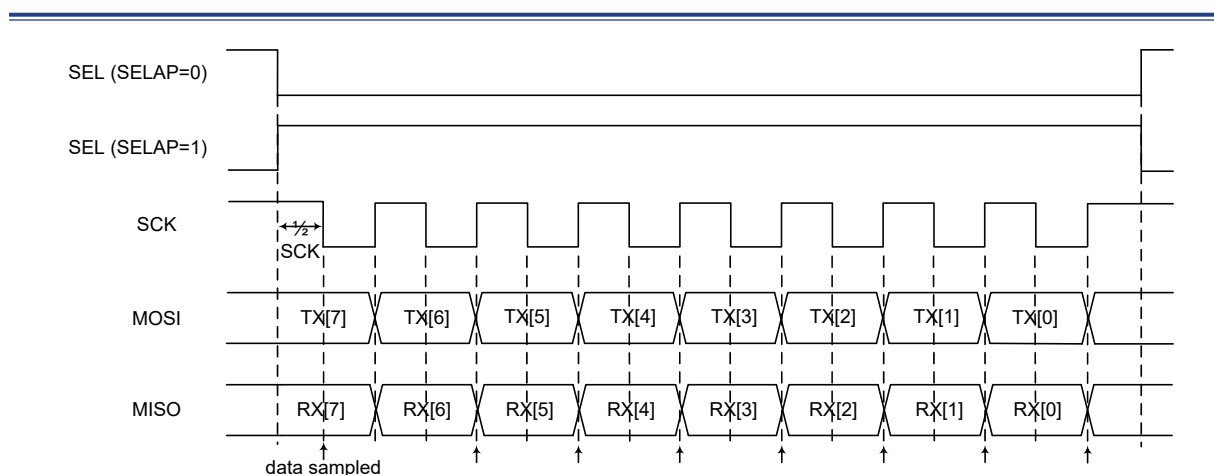 SEL (SELAP=0)
SEL (SELAP=1)
SCK
½
SCK
MOSI
TX[7] TX[6] TX[5] TX[4] TX[3] TX[2] TX[1] TX[0]
MISO
RX[7] RX[6] RX[5] RX[4] RX[3] RX[2] RX[1] RX[0]
data sampled